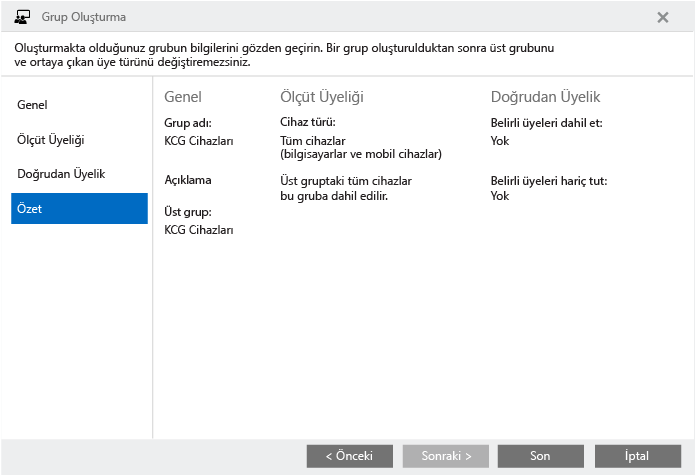 Grup Oluşturma
Oluşturmakta olduğunuz grubun bilgilerini gözden geçirin. Bir grup oluşturulduktan sonra üst grubunu
ve ortaya çıkan üye türünü değiştiremezsiniz.
Genel
Ölçüt Üyeliği
Doğrudan Üyelik
Özet
Genel
Grup adı:
KCG Cihazları
Açıklama
Üst grup:
KCG Cihazları
Ölçüt Üyeliği
Cihaz türü:
Tüm cihazlar
(bilgisayarlar ve mobil cihazlar)
Üst gruptaki tüm cihazlar
bu gruba dahil edilir.
Doğrudan Üyelik
Belirli üyeleri dahil et:
Yok
Belirli üyeleri hariç tut:
Yok
< Önceki
Sonraki >
Son
İptal